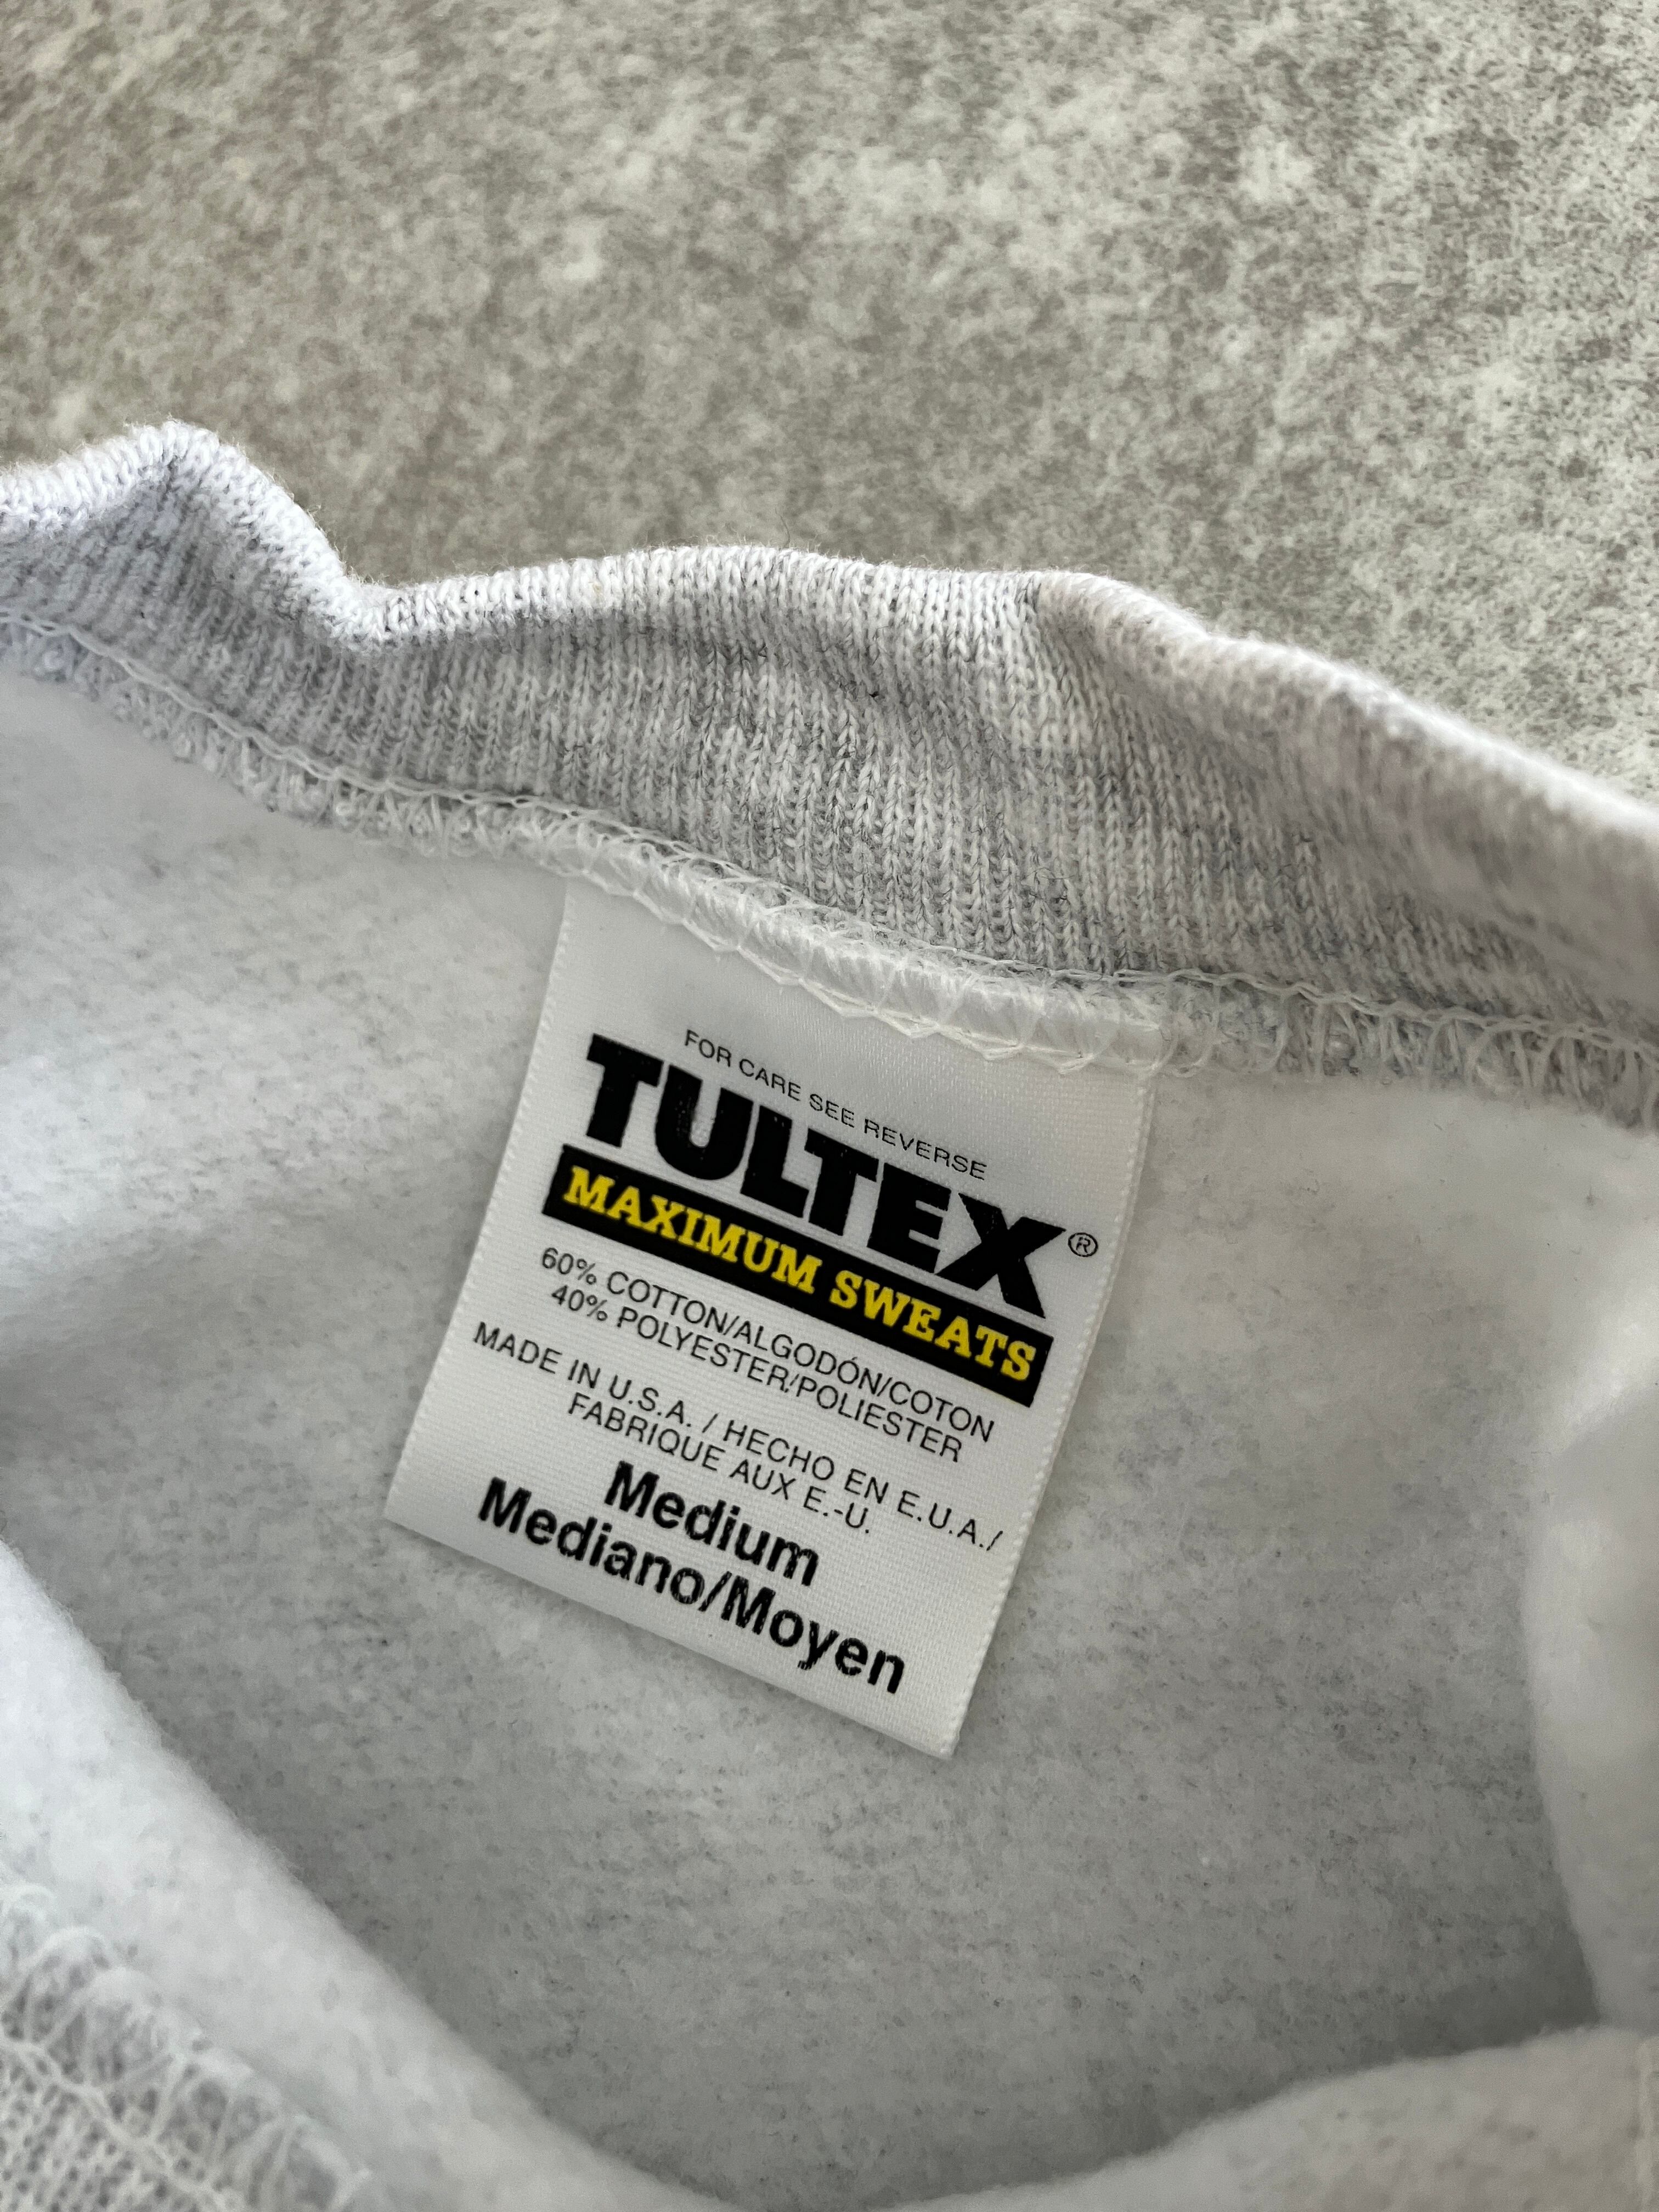 FOR CARE SEE REVERSE
TULTEX®
MAXIMUM SWEATS
60% COTTON/ALGODÓN/COTON
40% POLYESTER/POLIESTER
MADE IN U.S.A. / HECHO EN E.U.A./
FABRIQUE AUX E.-U.
Medium
Mediano/Moyen